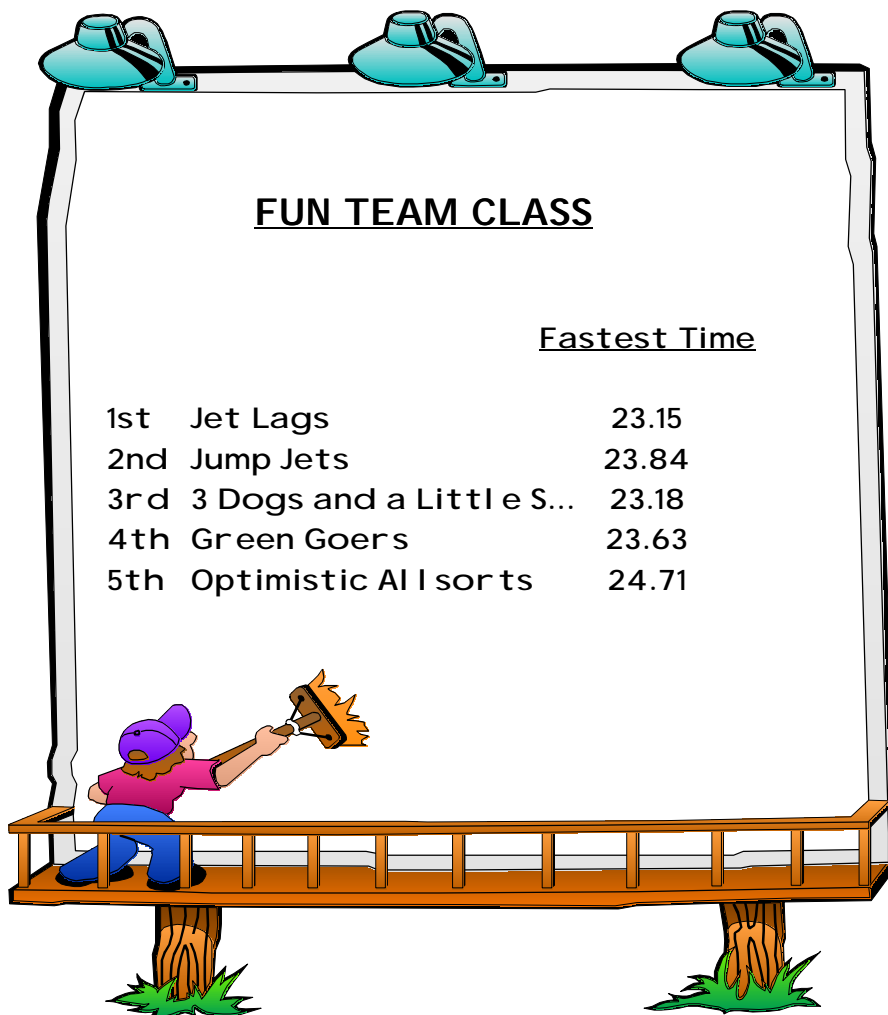 FUN TEAM CLASS
Fastest Time
1st Jet Lags 23.15
2nd Jump Jets 23.84
3rd 3 Dogs and a Little S... 23.18
4th Green Goers 23.63
5th Optimistic Allsorts 24.71